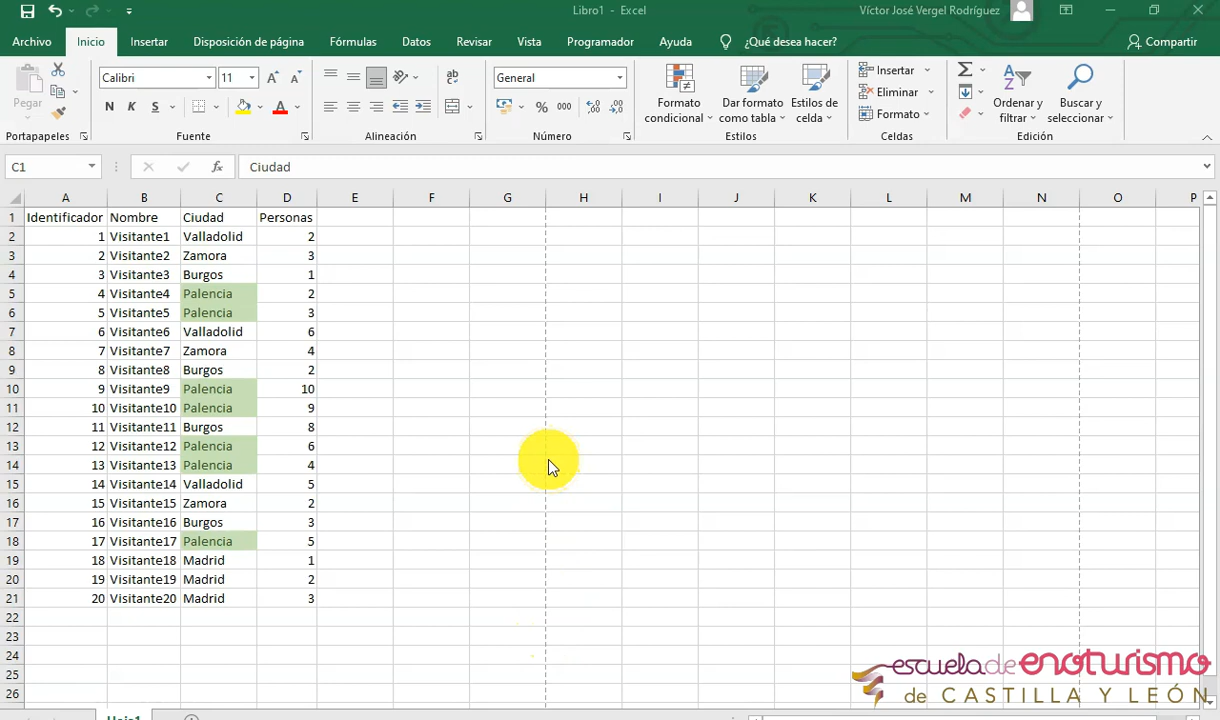 Libro1 - Excel
Víctor José Vergel Rodríguez
Archivo Inicio Insertar Disposición de página Fórmulas Datos Revisar Vista Programador Ayuda ¿Qué desea hacer? Compartir
Pegar
Calibri 11
N K S
ab
General
% 000
Formato condicional
Dar formato como tabla
Estilos de celda
Insertar
Eliminar
Formato
Ordenar y filtrar
Buscar y seleccionar
Portapapeles Fuente Alineación Número Estilos Celdas Edición
C1 fx Ciudad
A B C D E F G H I J K L M N O P
1 Identificador Nombre Ciudad Personas
2 1 Visitante1 Valladolid 2
3 2 Visitante2 Zamora 3
4 3 Visitante3 Burgos 1
5 4 Visitante4 Palencia 2
6 5 Visitante5 Palencia 3
7 6 Visitante6 Valladolid 6
8 7 Visitante7 Zamora 4
9 8 Visitante8 Burgos 2
10 9 Visitante9 Palencia 10
11 10 Visitante10 Palencia 9
12 11 Visitante11 Burgos 8
13 12 Visitante12 Palencia 6
14 13 Visitante13 Palencia 4
15 14 Visitante14 Valladolid 5
16 15 Visitante15 Zamora 2
17 16 Visitante16 Burgos 3
18 17 Visitante17 Palencia 5
19 18 Visitante18 Madrid 1
20 19 Visitante19 Madrid 2
21 20 Visitante20 Madrid 3
22
23
24
25
26
escuela de enoturismo
de CASTILLA Y LEÓN
Hoja1